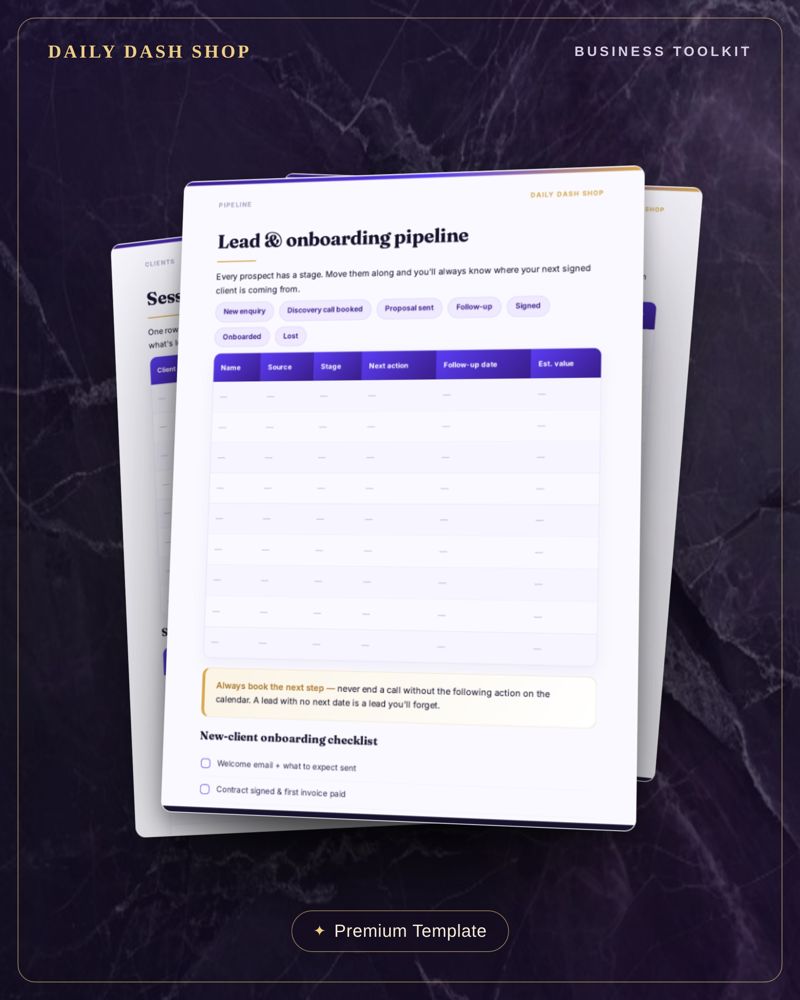 DAILY DASH SHOP
BUSINESS TOOLKIT
PIPELINE
DAILY DASH SHOP
SHOP
CLIENTS
Lead & onboarding pipeline
Every prospect has a stage. Move them along and you'll always know where your next signed
client is coming from.
New enquiry Discovery call booked Proposal sent Follow-up Signed
Onboarded Lost
One row
Client
Name Source Stage Next action Follow-up date Est. value
— — — — — —
— — — — — —
— — — — — —
— — — — — —
— — — — — —
— — — — — —
— — — — — —
— — — — — —
— — — — — —
Always book the next step — never end a call without the following action on the
calendar. A lead with no next date is a lead you'll forget.
New-client onboarding checklist
Welcome email + what to expect sent
Contract signed & first invoice paid
✦ Premium Template